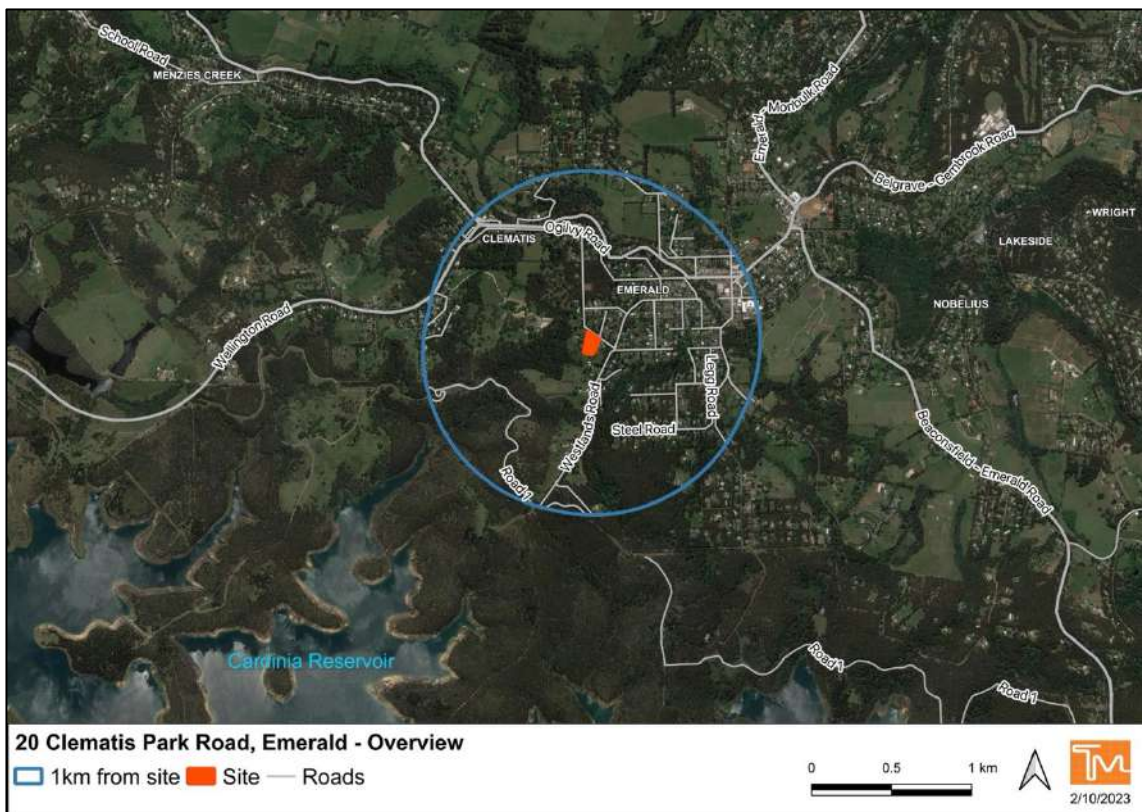 School Road
MENZIES CREEK
Emerald - Monbulk Road
Belgrave - Gembrook Road
WRIGHT
LAKESIDE
NOBELIUS
CLEMATIS
Ogilvy Road
EMERALD
Wellington Road
Legg Road
Westlands Road
Steel Road
Road 1
Beaconsfield - Emerald Road
Cardinia Reservoir
Road 1
Road 1
20 Clematis Park Road, Emerald - Overview
1km from site Site Roads
0 0.5 1 km
TM
2/10/2023